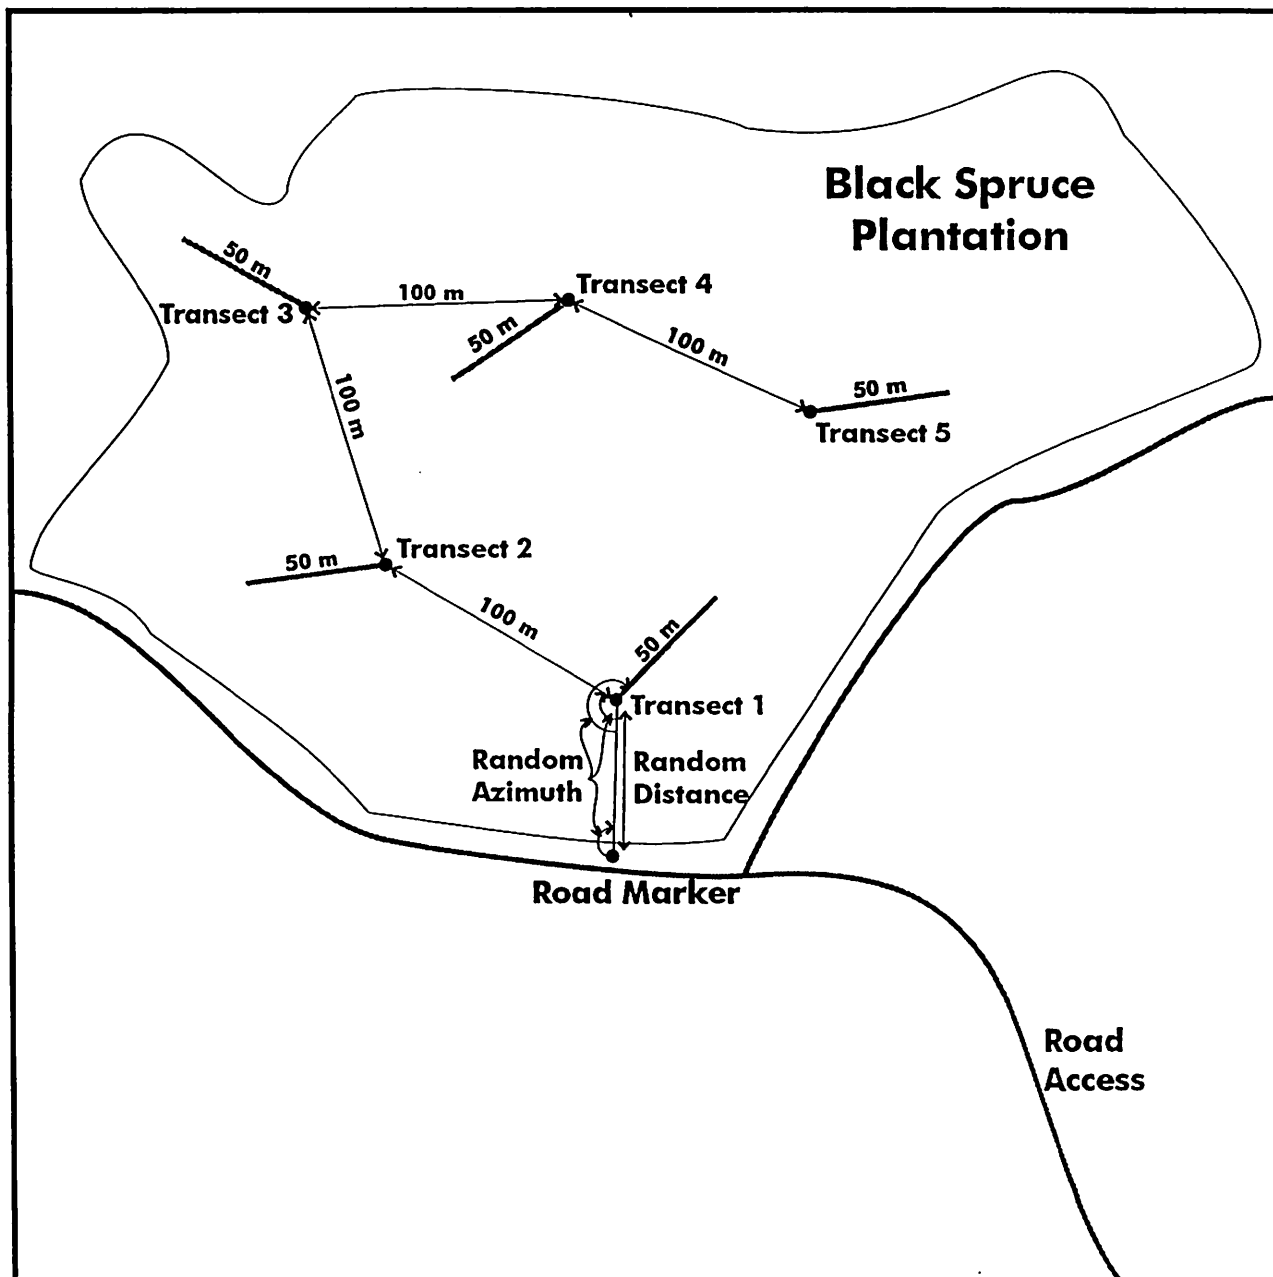 Black Spruce
Plantation
50 m
Transect 3
100 m
Transect 4
50 m
100 m
50 m
Transect 5
100 m
50 m
Transect 2
100 m
50 m
Transect 1
Random
Azimuth
Random
Distance
Road Marker
Road
Access